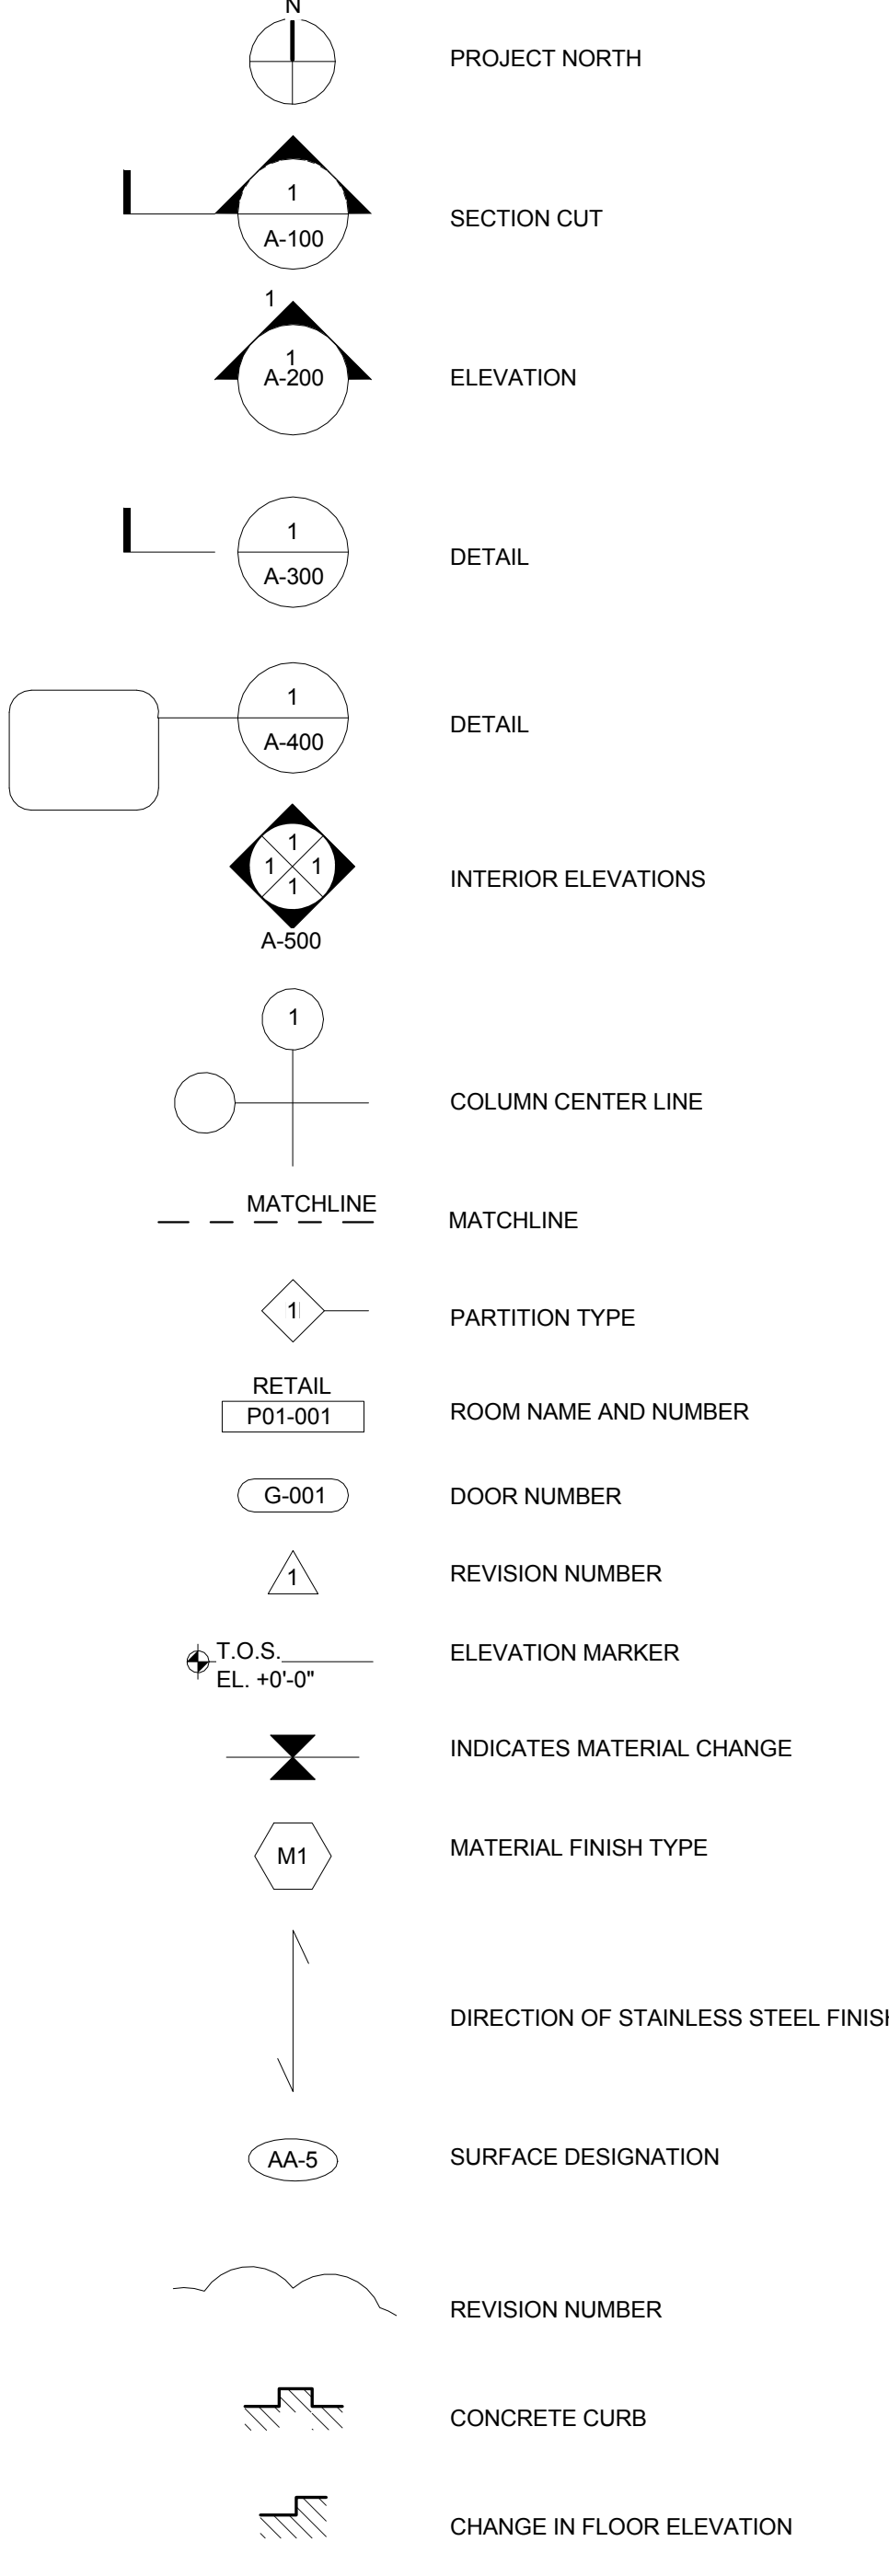 N
PROJECT NORTH
1
A-100
SECTION CUT
1
1
A-200
ELEVATION
1
A-300
DETAIL
1
A-400
DETAIL
1
1 1
1
A-500
INTERIOR ELEVATIONS
1
COLUMN CENTER LINE
MATCHLINE
MATCHLINE
1
PARTITION TYPE
RETAIL
P01-001
ROOM NAME AND NUMBER
G-001
DOOR NUMBER
1
REVISION NUMBER
T.O.S.
EL. +0'-0"
ELEVATION MARKER
INDICATES MATERIAL CHANGE
M1
MATERIAL FINISH TYPE
DIRECTION OF STAINLESS STEEL FINISH
AA-5
SURFACE DESIGNATION
REVISION NUMBER
CONCRETE CURB
CHANGE IN FLOOR ELEVATION